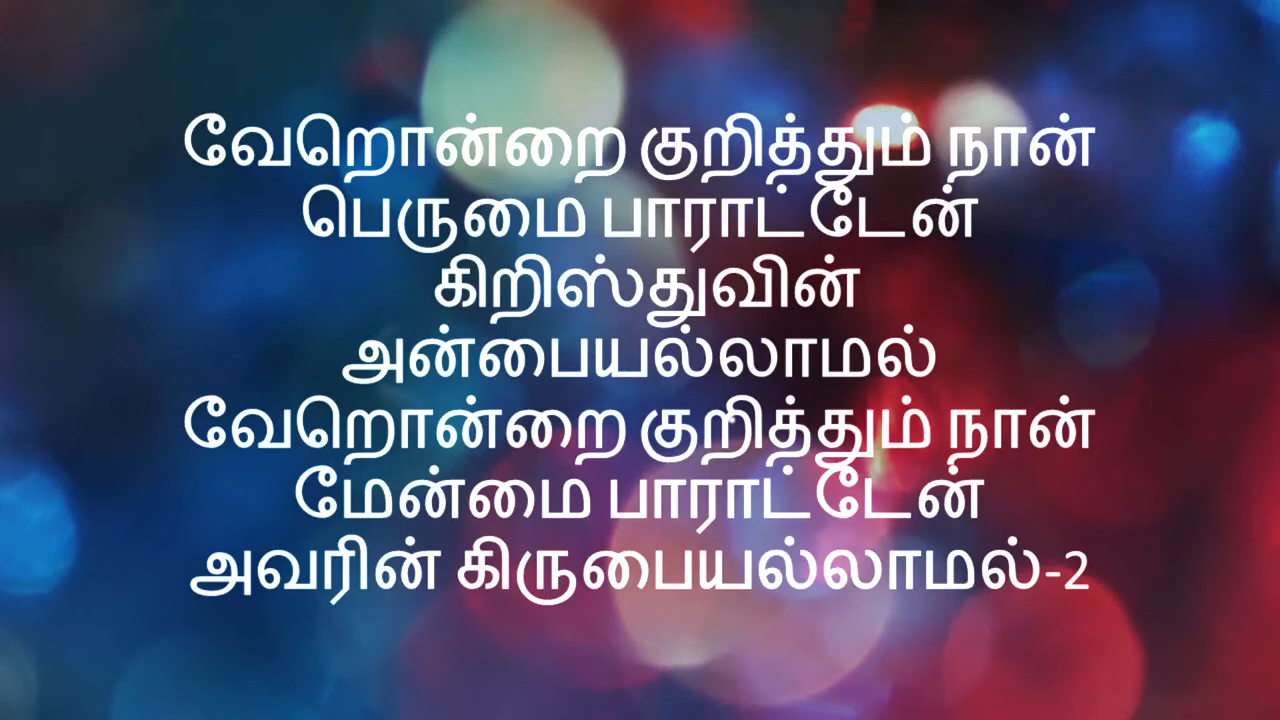 வேறொன்றை குறித்தும் நான்
பெருமை பாராட்டேன்
கிறிஸ்துவின்
அன்பையல்லாமல்
வேறொன்றை குறித்தும் நான்
மேன்மை பாராட்டேன்
அவரின் கிருபையல்லாமல்-2